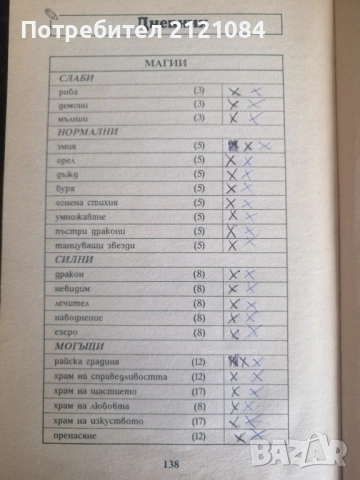 Потребител 2121084
Дневник
МАГИИ
СЛАБИ
риба (3)
демони (3)
мълнии (3)
НОРМАЛНИ
змия (5)
орел (5)
дъжд (5)
буря (5)
огнена стихия (5)
умножаване (5)
пъстри дракони (5)
танцуващи звезди (5)
СИЛНИ
дракон (8)
невидим (8)
лечител (8)
наводнение (8)
езеро (8)
МОГЪЩИ
райска градина (12)
храм на справедливостта (12)
храм на щастието (17)
храм на любовта (8)
храм на изкуството (17)
пренасяне (12)
138
BAZAR